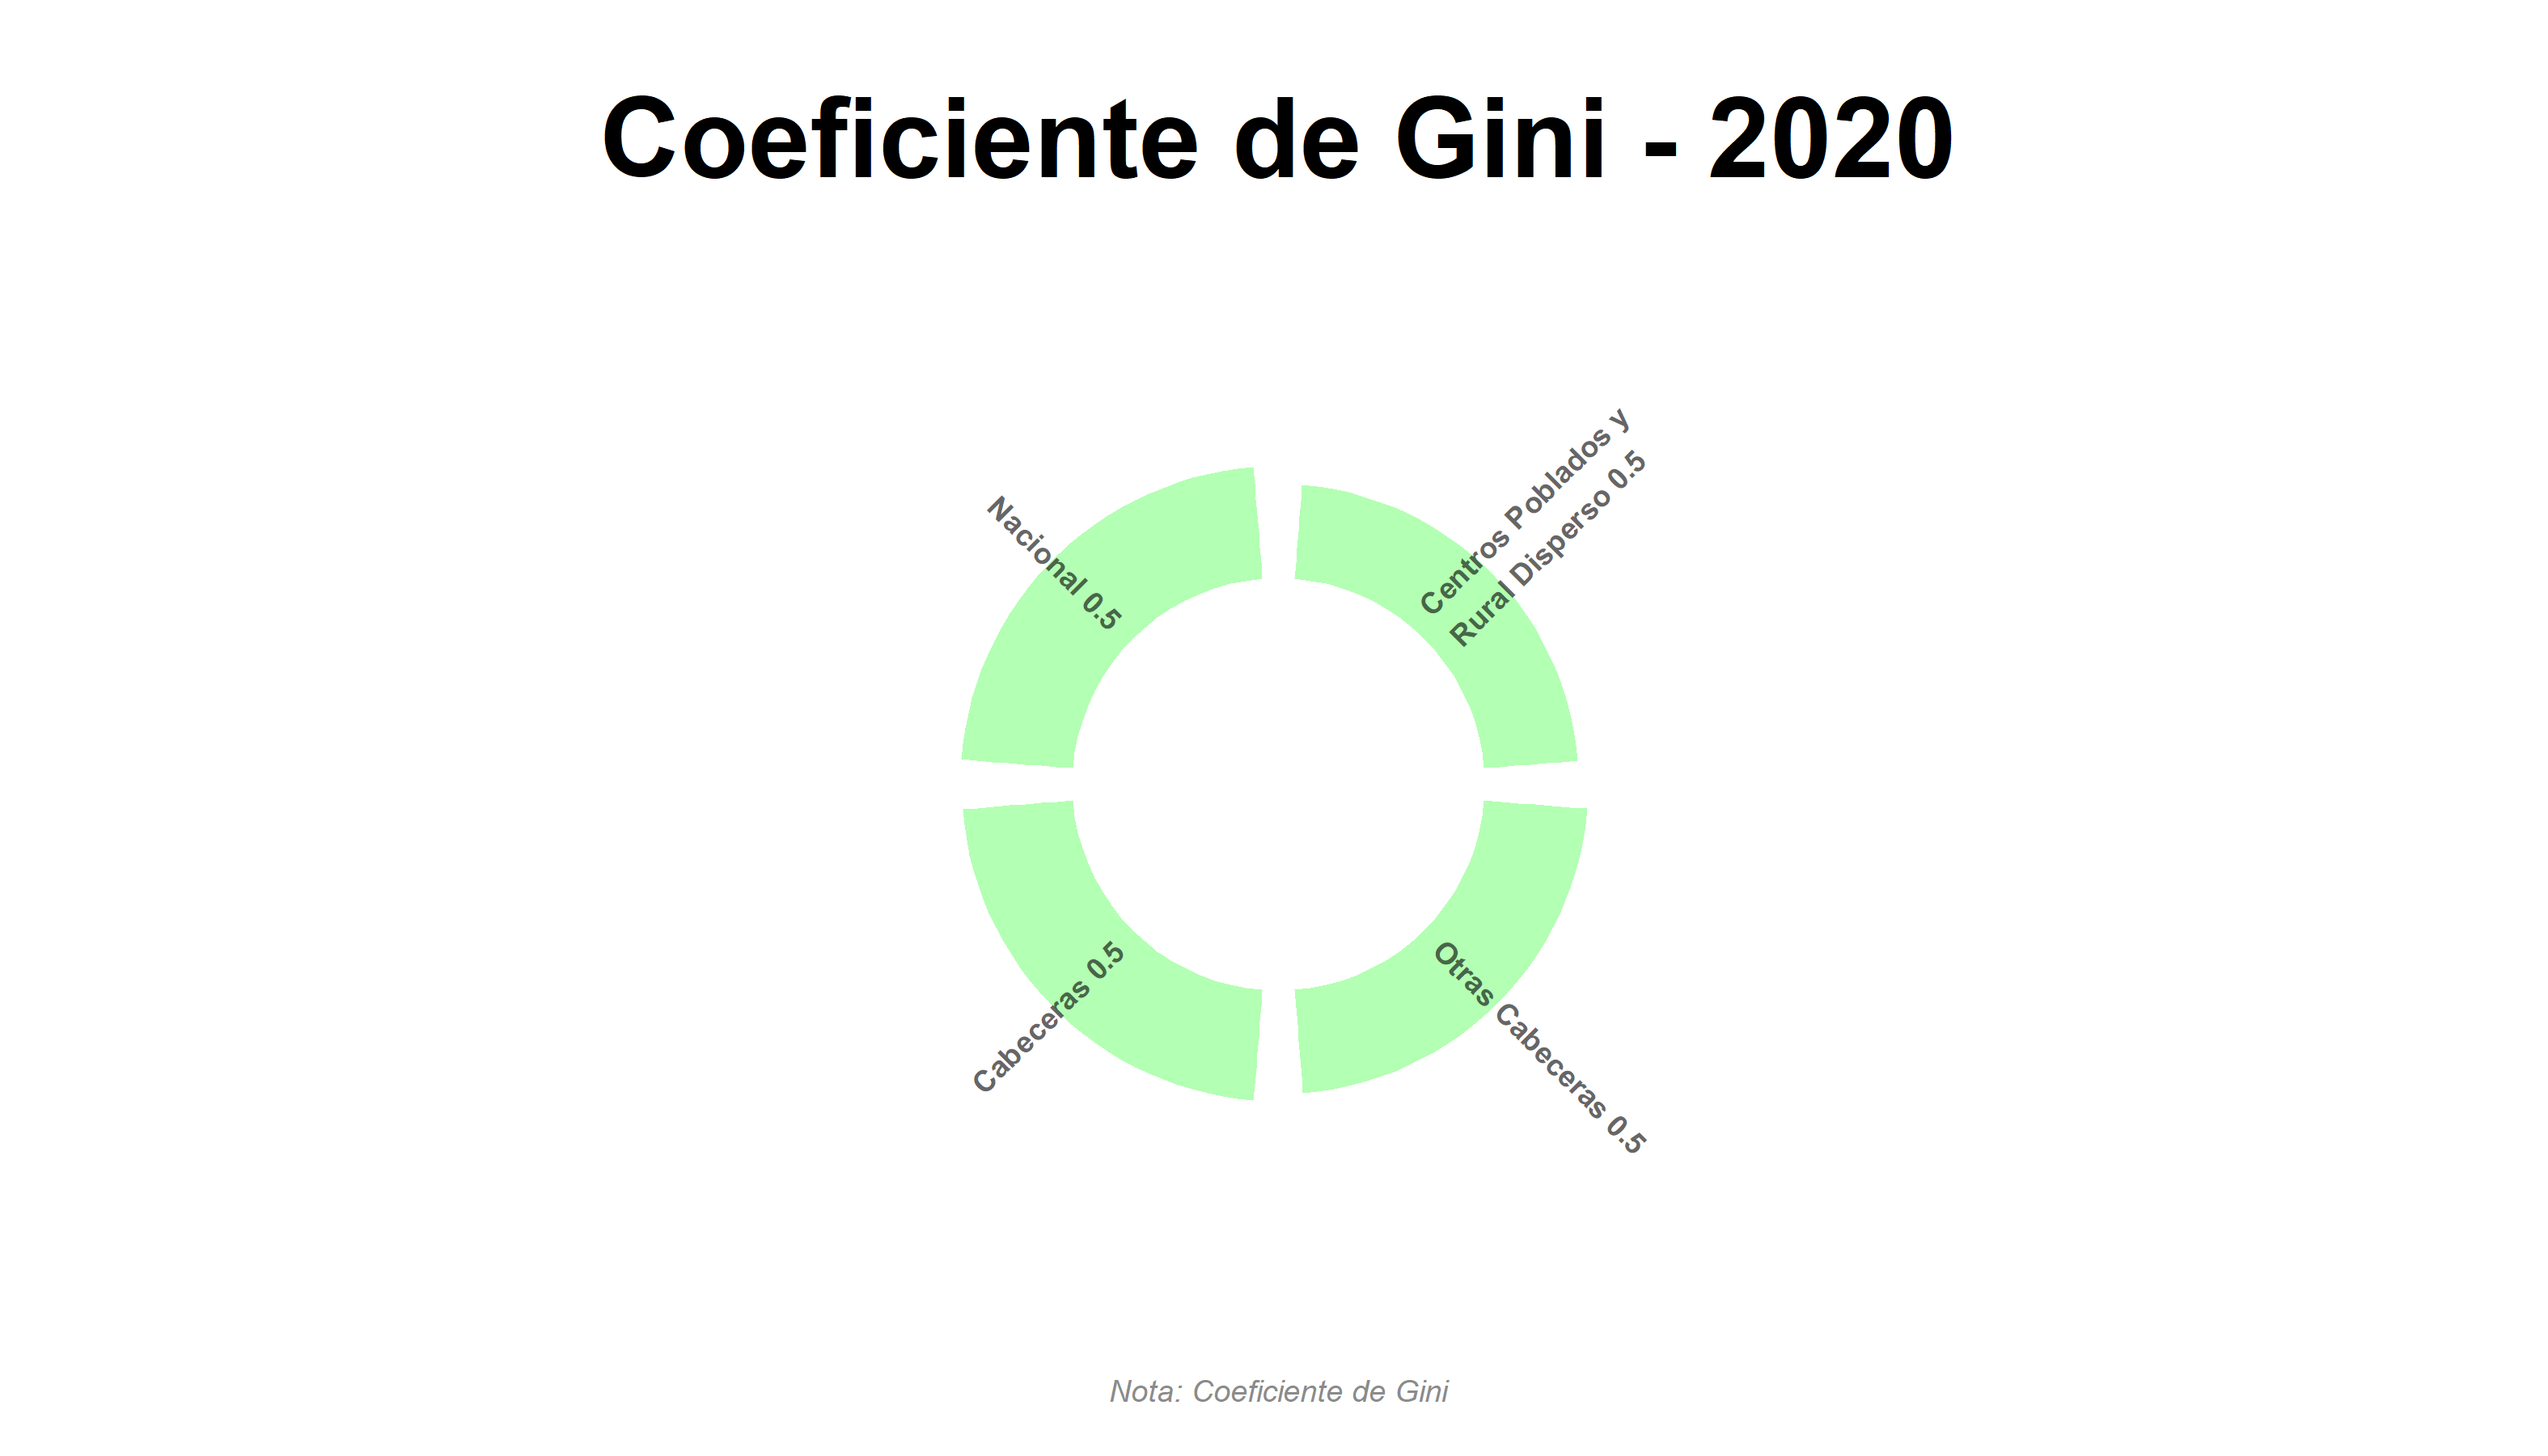 Coeficiente de Gini - 2020
Nacional 0.5
Centros Poblados y
Rural Disperso 0.5
Cabeceras 0.5
Otras Cabeceras 0.5
Nota: Coeficiente de Gini